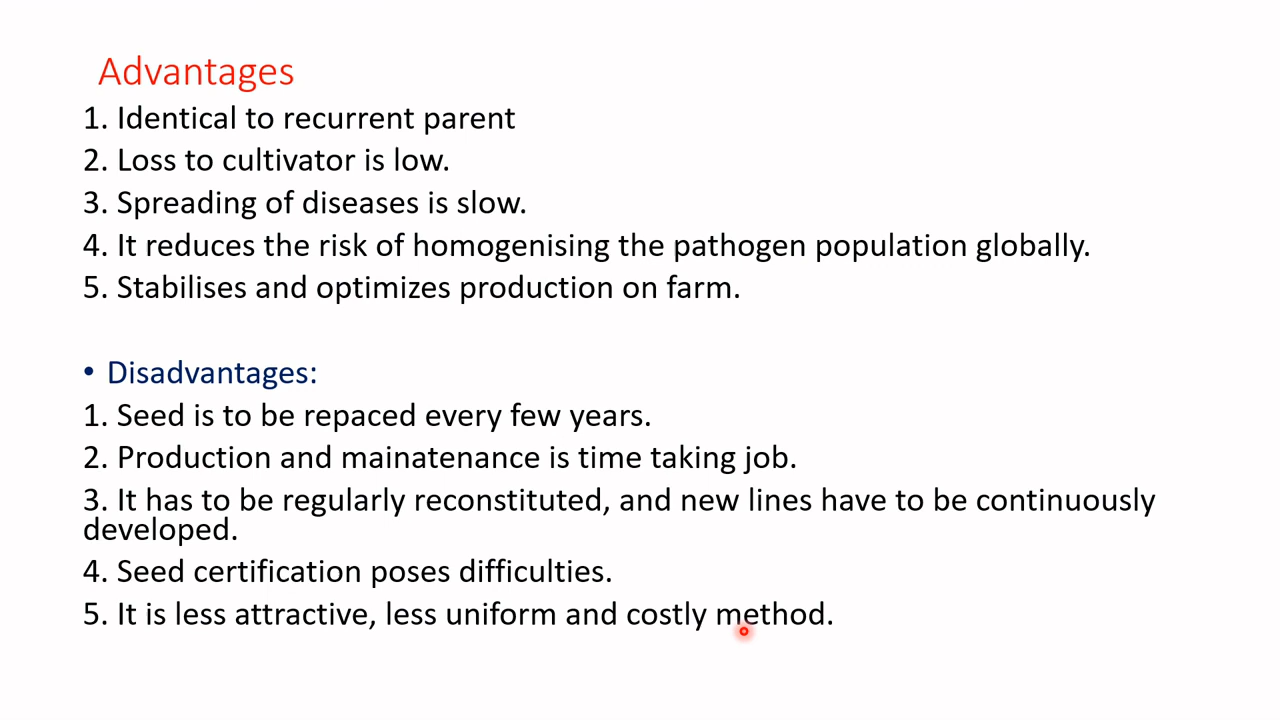 Advantages
1. Identical to recurrent parent
2. Loss to cultivator is low.
3. Spreading of diseases is slow.
4. It reduces the risk of homogenising the pathogen population globally.
5. Stabilises and optimizes production on farm.
• Disadvantages:
1. Seed is to be repaced every few years.
2. Production and mainatenance is time taking job.
3. It has to be regularly reconstituted, and new lines have to be continuously
developed.
4. Seed certification poses difficulties.
5. It is less attractive, less uniform and costly method.